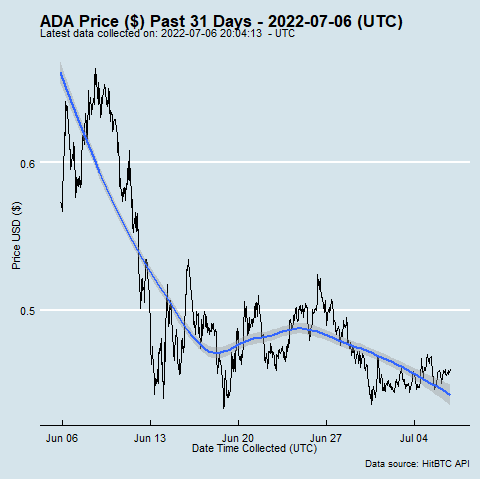 ADA Price ($) Past 31 Days - 2022-07-06 (UTC)
Latest data collected on: 2022-07-06 20:04:13 - UTC
Price USD ($)
0.6
0.5
Jun 06 Jun 13 Jun 20 Jun 27 Jul 04
Date Time Collected (UTC)
Data source: HitBTC API